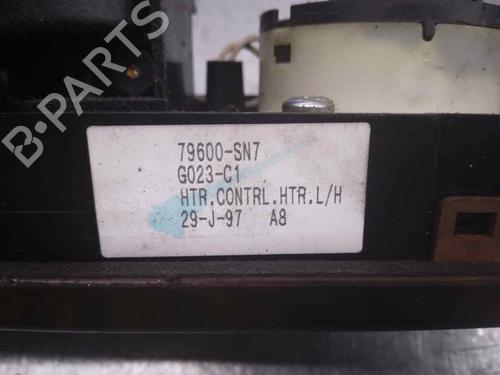 B-PARTS
79600-SN7
G023-C1
HTR.CONTRL.HTR.L/H
29-J-97 A8